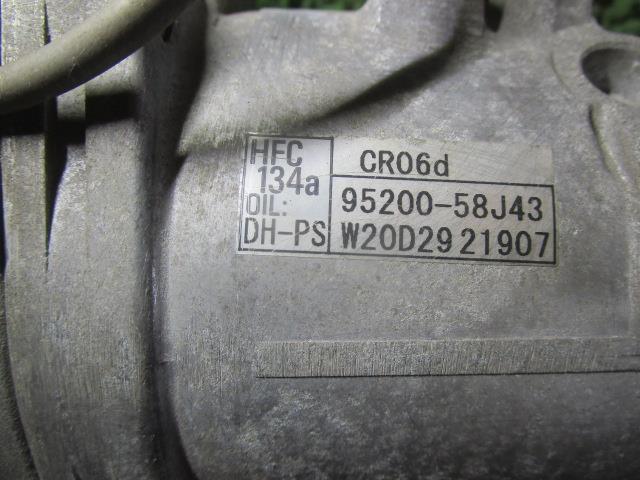 HFC
134a
OIL:
DH-PS
CR06d
95200-58J43
W20D29 21907